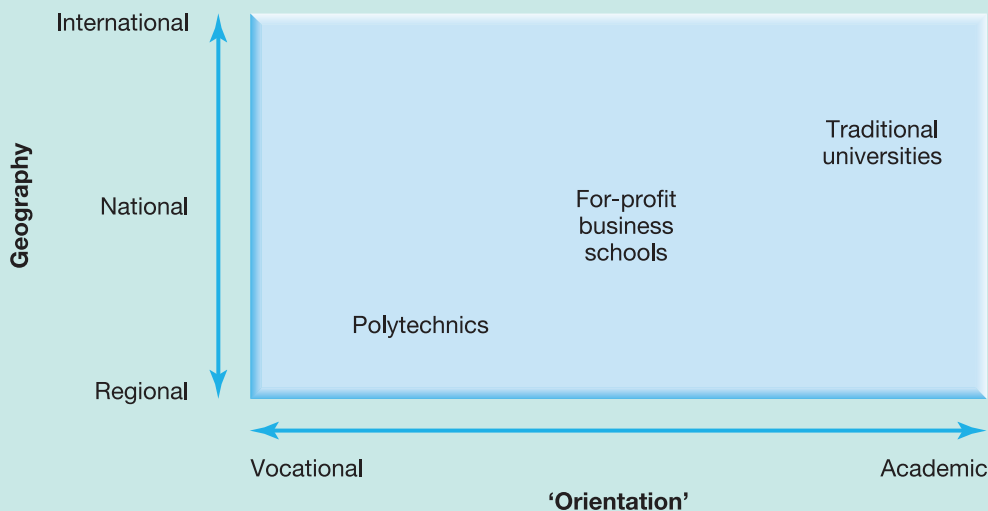 International
Geography
National
Regional
Traditional
universities
For-profit
business
schools
Polytechnics
Vocational
Academic
‘Orientation’